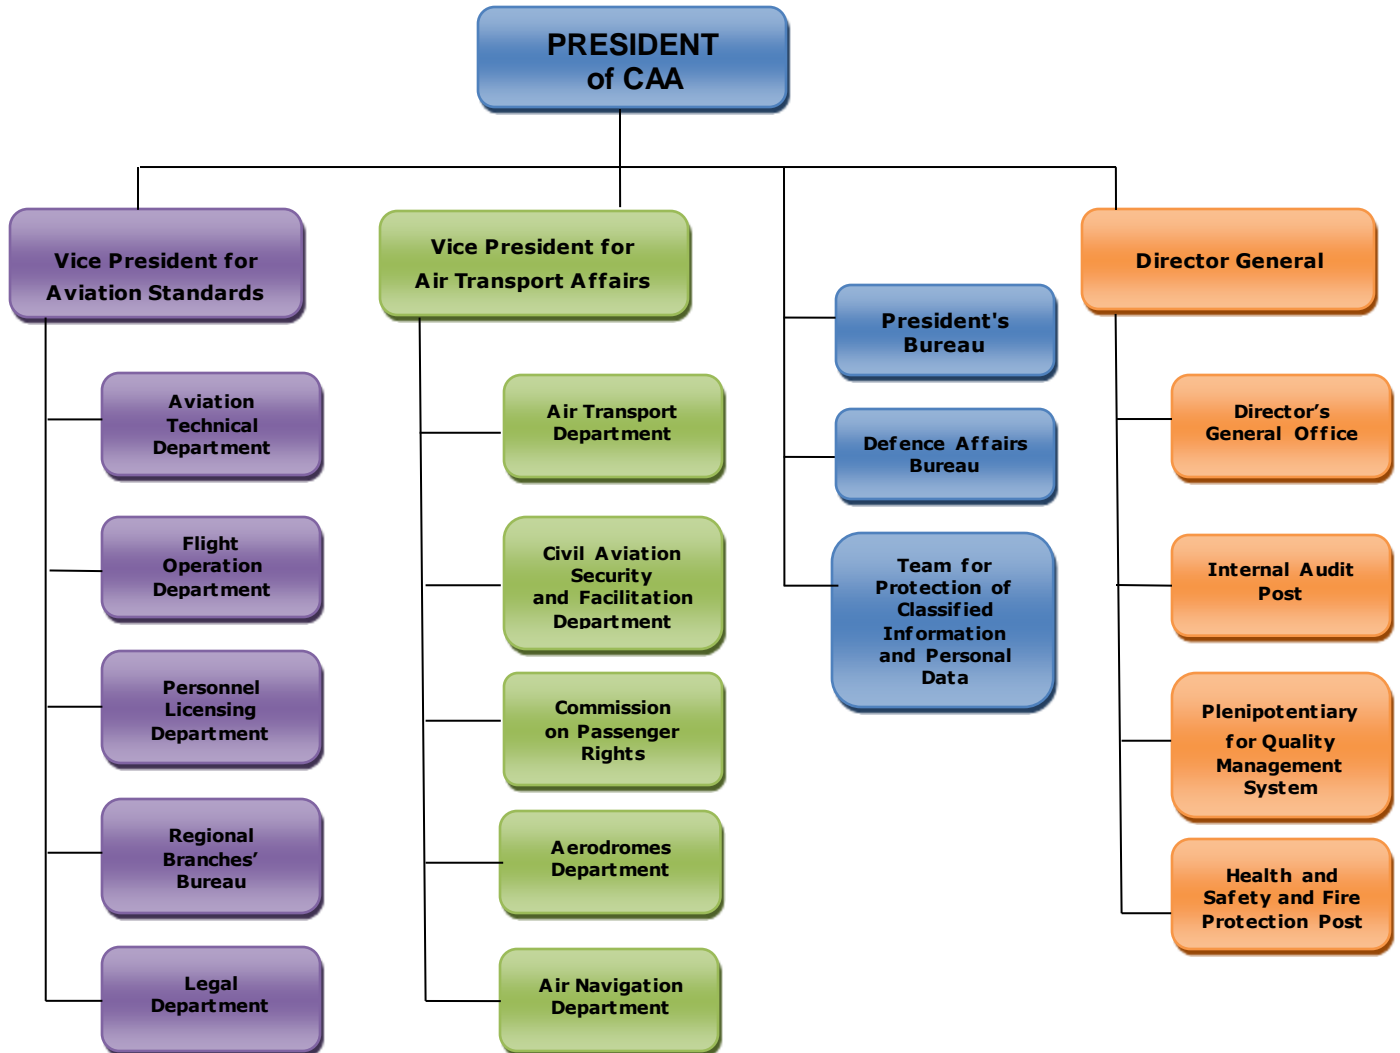 PRESIDENT
of CAA
Vice President for
Aviation Standards
Aviation
Technical
Department
Flight
Operation
Department
Personnel
Licensing
Department
Regional
Branches’
Bureau
Legal
Department
Vice President for
Air Transport Affairs
Air Transport
Department
Civil Aviation
Security
and Facilitation
Department
Commission
on Passenger
Rights
Aerodromes
Department
Air Navigation
Department
President's
Bureau
Defence Affairs
Bureau
Team for
Protection of
Classified
Information
and Personal
Data
Director General
Director’s
General Office
Internal Audit
Post
Plenipotentiary
for Quality
Management
System
Health and
Safety and Fire
Protection Post